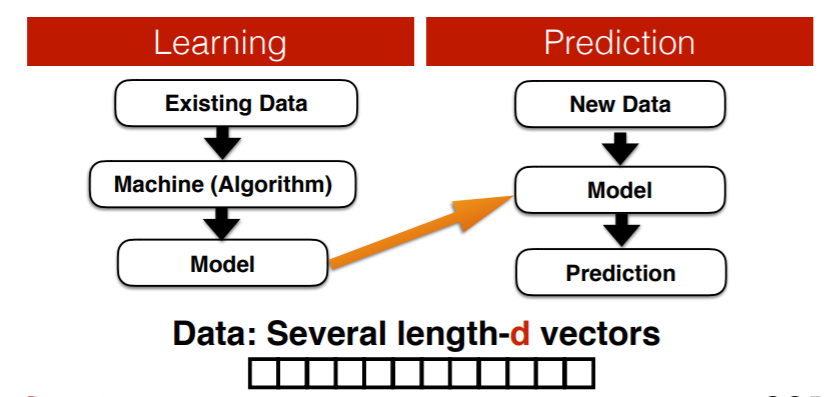 Learning
Prediction
Existing Data
Machine (Algorithm)
Model
New Data
Model
Prediction
Data: Several length-d vectors